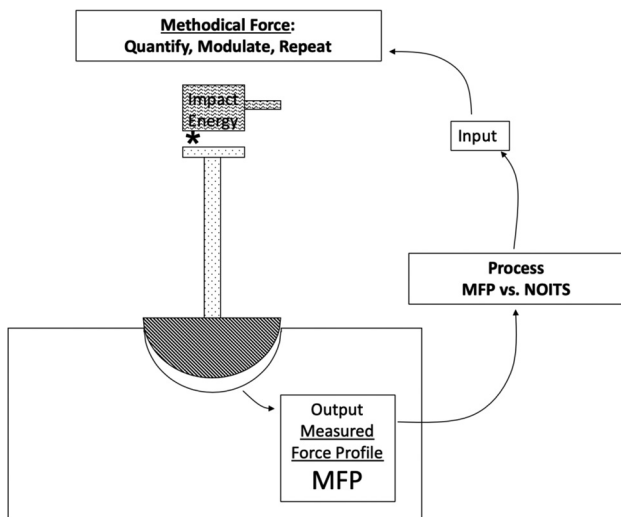 Methodical Force:
Quantify, Modulate, Repeat
Impact
Energy
*
Input
Process
MFP vs. NOITS
Output
Measured
Force Profile
MFP